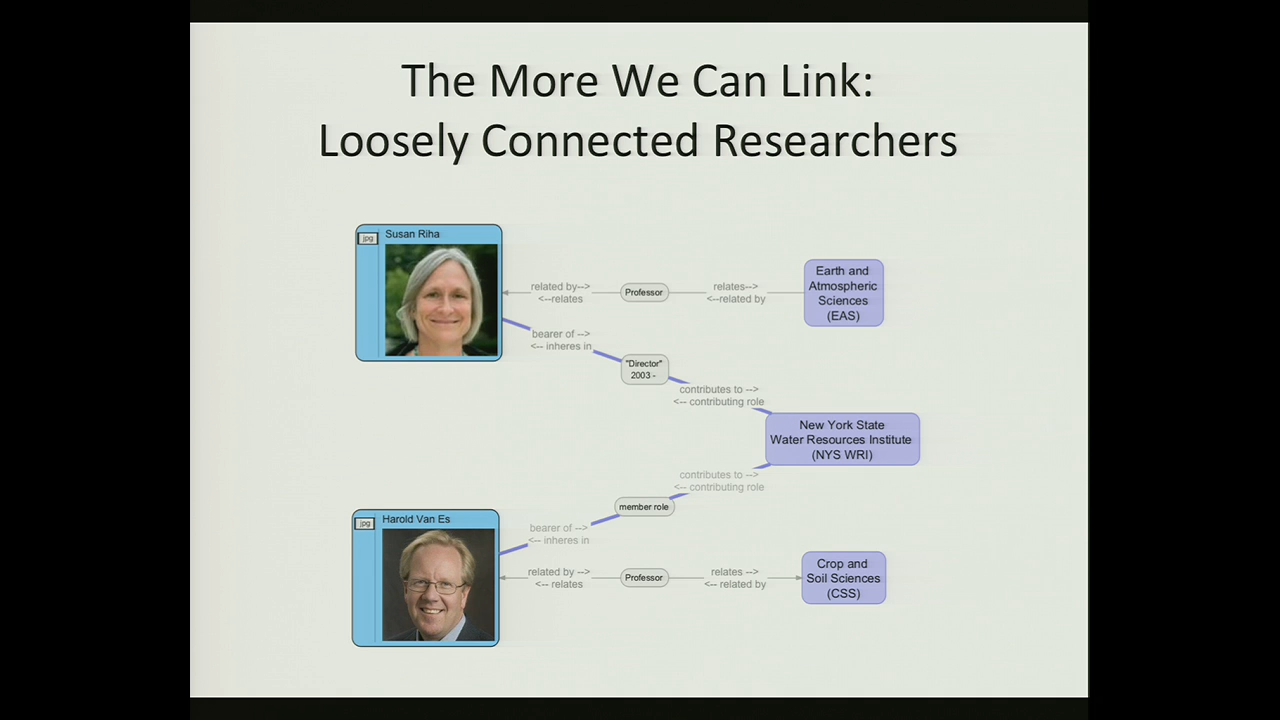 The More We Can Link:
Loosely Connected Researchers
jpg
Susan Riha
related by-->
<--relates
Professor
relates-->
<--related by
Earth and
Atmospheric
Sciences
(EAS)
bearer of -->
<-- inheres in
"Director"
2003 -
contributes to -->
<-- contributing role
New York State
Water Resources Institute
(NYS WRI)
contributes to -->
<-- contributing role
member role
bearer of -->
<-- inheres in
jpg
Harold Van Es
related by -->
<-- relates
Professor
relates -->
<-- related by
Crop and
Soil Sciences
(CSS)